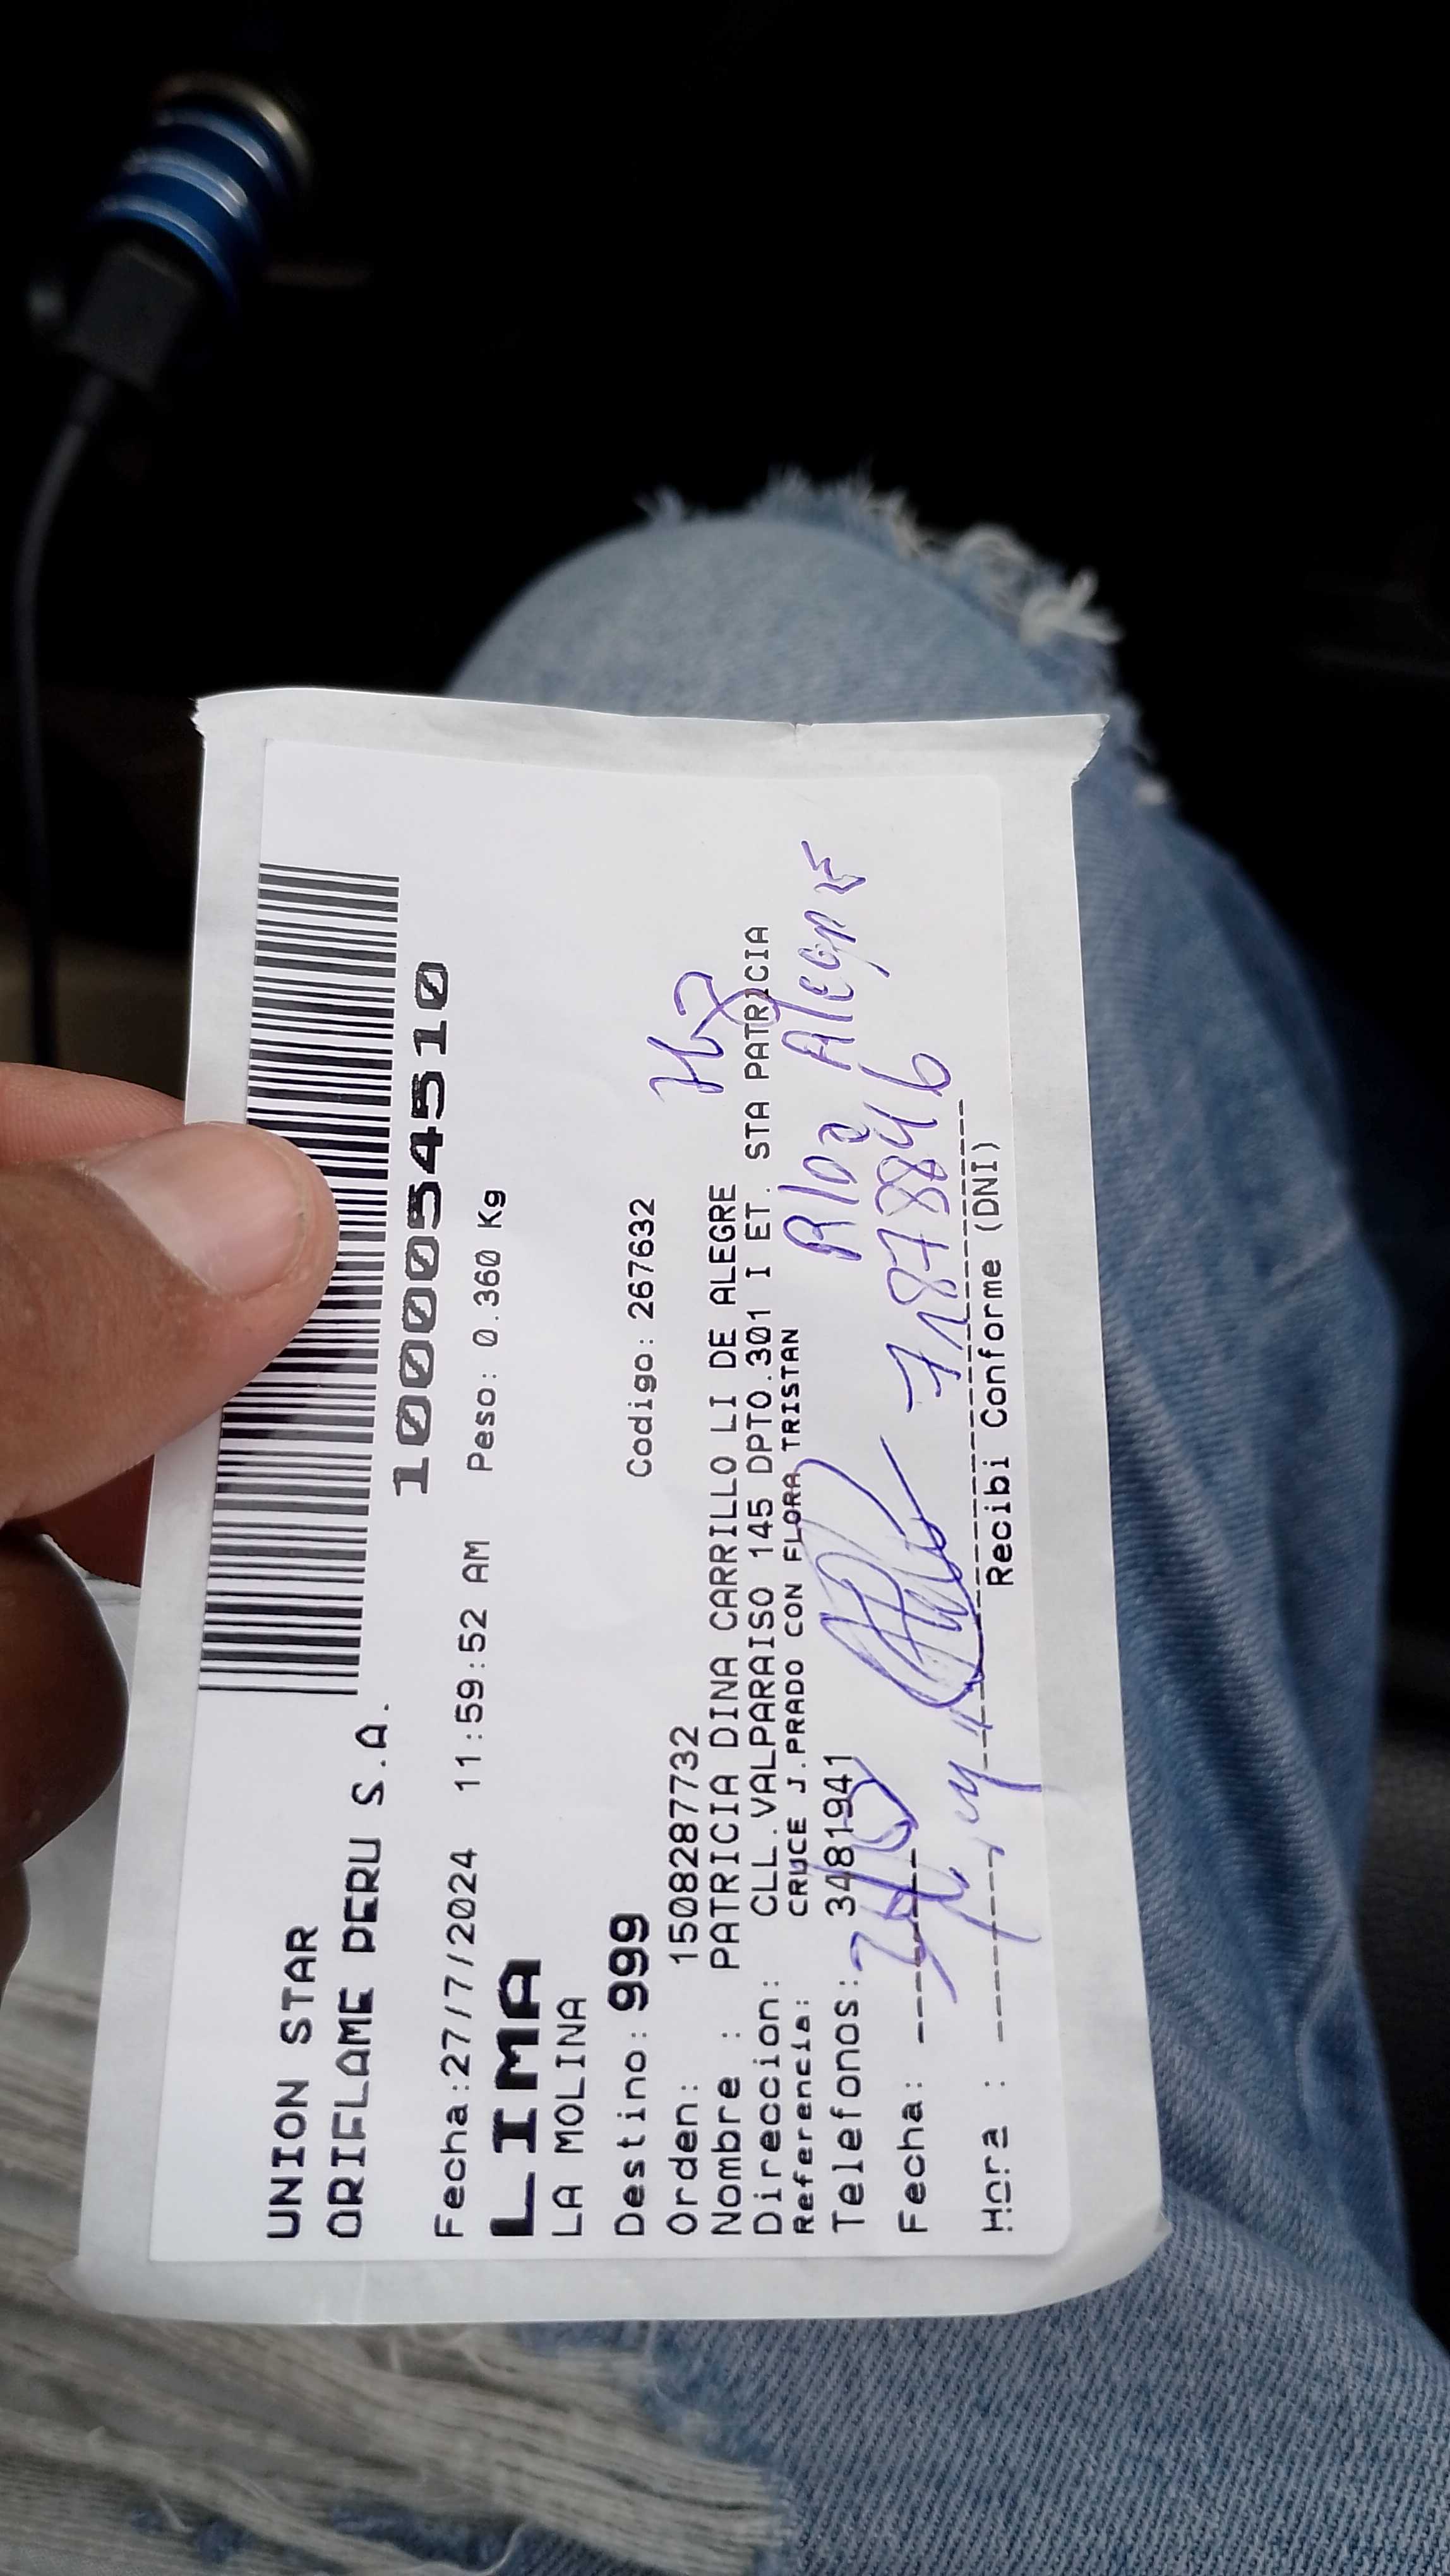 UNION STAR
ORIFLAME PERU S.A.
1000054510
Fecha:27/7/2024 11:59:52 AM Peso: 0.360 Kg
LIMA
LA MOLINA
Destino: 999 Codigo: 267632
Orden: 1508287732
Nombre : PATRICIA DINA CARRILLO LI DE ALEGRE
Direccion: CLL.VALPARAISO 145 DPTO.301 I ET. STA PATRICIA
Referencia: CRUCE J.PRADO CON FLORA TRISTAN
Telefonos: 3481941
Alegre
Fecha:
71878846
Hora :
Recibi Conforme (DNI)